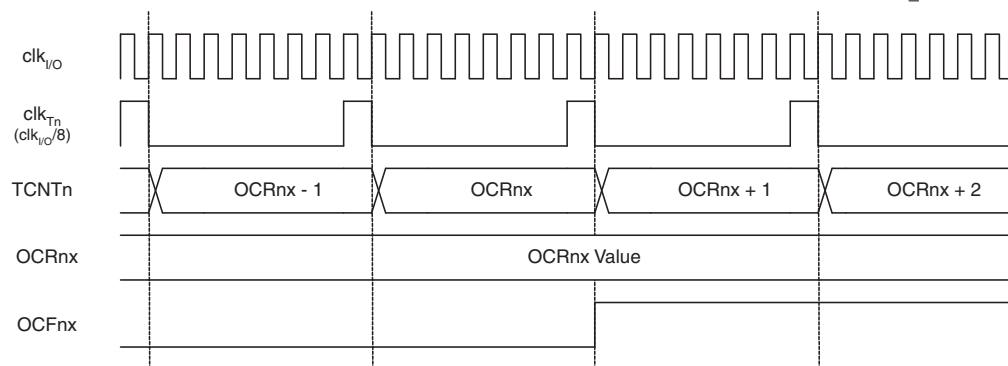 clkI/O
clkTn
(clkI/O/8)
TCNTn
OCRnx - 1
OCRnx
OCRnx + 1
OCRnx + 2
OCRnx
OCRnx Value
OCFnx